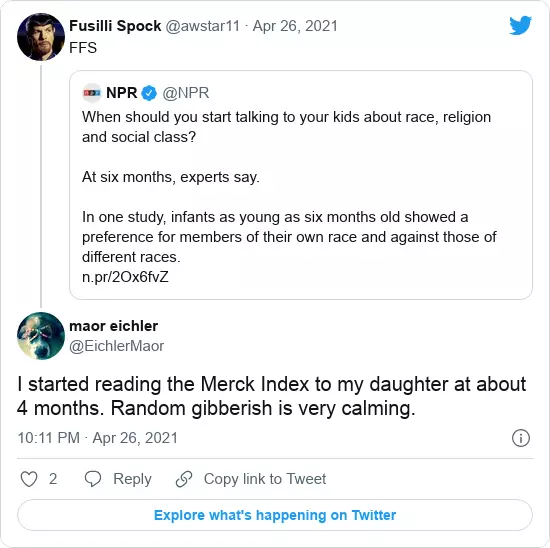 Fusilli Spock @awstar11 · Apr 26, 2021
FFS
NPR @NPR
When should you start talking to your kids about race, religion
and social class?
At six months, experts say.
In one study, infants as young as six months old showed a
preference for members of their own race and against those of
different races.
n.pr/2Ox6fvZ
maor eichler
@EichlerMaor
I started reading the Merck Index to my daughter at about
4 months. Random gibberish is very calming.
10:11 PM · Apr 26, 2021
2 Reply Copy link to Tweet
Explore what's happening on Twitter